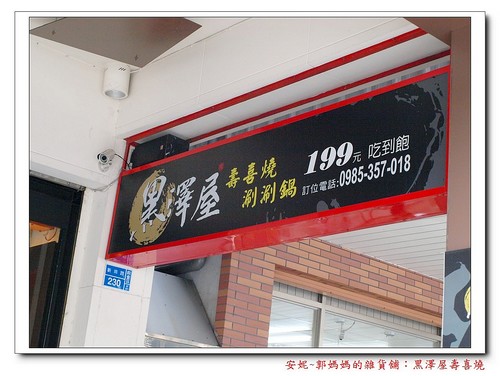 黑澤屋
壽喜燒
涮涮鍋
199元 吃到飽
訂位電話:0985-357-018
230
安妮~郭媽媽的雜貨舖：黑澤屋壽喜燒